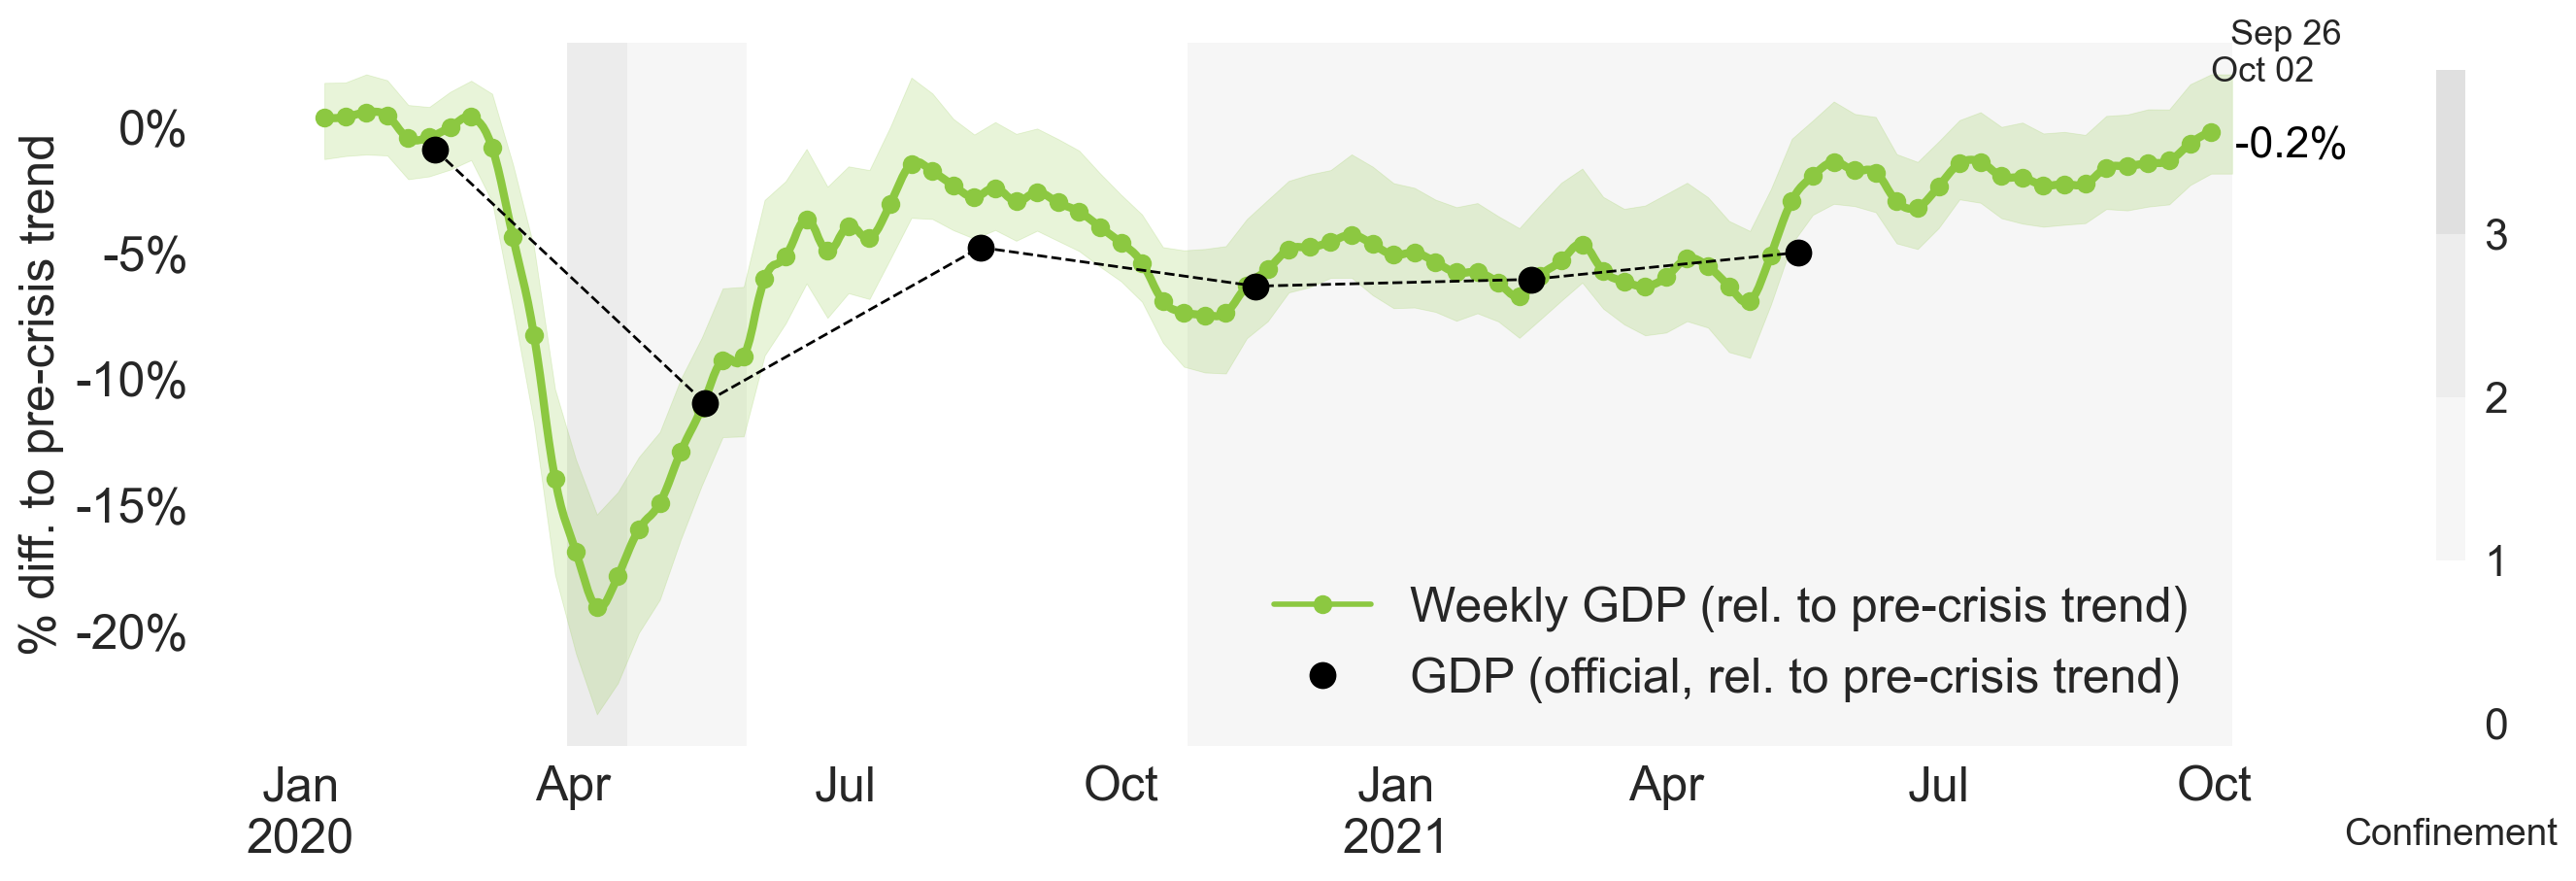 Sep 26
Oct 02
% diff. to pre-crisis trend
0%
-5%
-10%
-15%
-20%
-0.2%
3
2
1
0
Weekly GDP (rel. to pre-crisis trend)
GDP (official, rel. to pre-crisis trend)
Jan Apr Jul Oct Jan Apr Jul Oct
2020 2021
Confinement